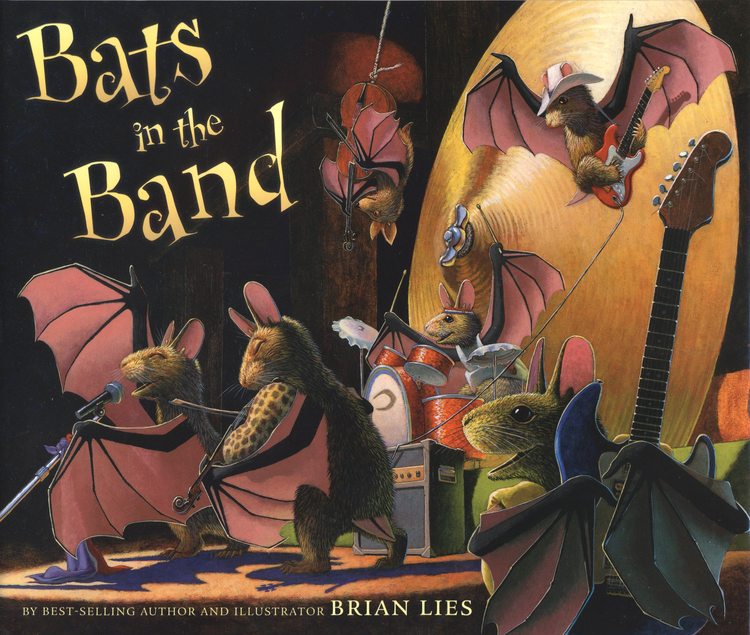 Bats
in the
Band
BY BEST-SELLING AUTHOR AND ILLUSTRATOR BRIAN LIES